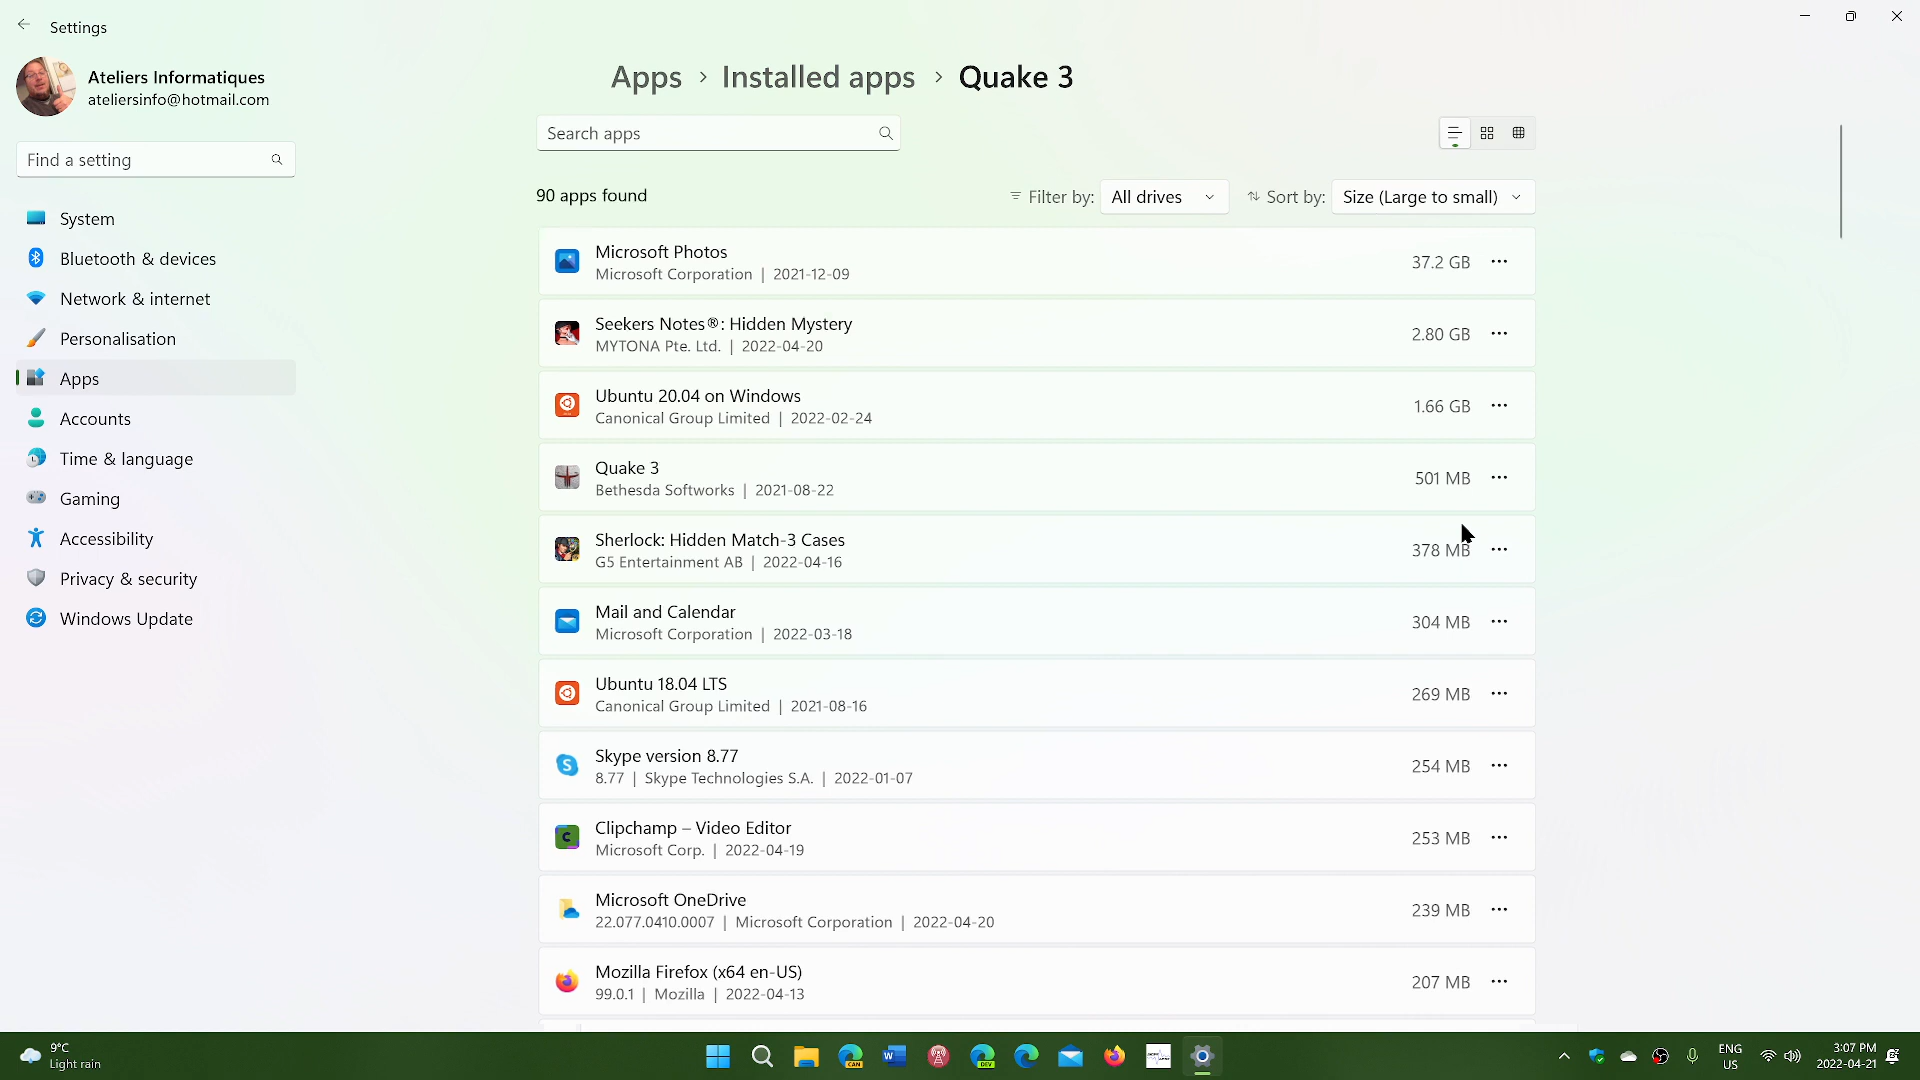 Settings
Ateliers Informatiques
ateliersinfo@hotmail.com
Find a setting
System
Bluetooth & devices
Network & internet
Personalisation
Apps
Accounts
Time & language
Gaming
Accessibility
Privacy & security
Windows Update
Apps › Installed apps › Quake 3
Search apps
90 apps found
Filter by: All drives
Sort by: Size (Large to small)
Microsoft Photos
Microsoft Corporation | 2021-12-09
37.2 GB
Seekers Notes®: Hidden Mystery
MYTONA Pte. Ltd. | 2022-04-20
2.80 GB
Ubuntu 20.04 on Windows
Canonical Group Limited | 2022-02-24
1.66 GB
Quake 3
Bethesda Softworks | 2021-08-22
501 MB
Sherlock: Hidden Match-3 Cases
G5 Entertainment AB | 2022-04-16
378 MB
Mail and Calendar
Microsoft Corporation | 2022-03-18
304 MB
Ubuntu 18.04 LTS
Canonical Group Limited | 2021-08-16
269 MB
Skype version 8.77
8.77 | Skype Technologies S.A. | 2022-01-07
254 MB
Clipchamp – Video Editor
Microsoft Corp. | 2022-04-19
253 MB
Microsoft OneDrive
22.077.0410.0007 | Microsoft Corporation | 2022-04-20
239 MB
Mozilla Firefox (x64 en-US)
99.0.1 | Mozilla | 2022-04-13
207 MB
9°C
Light rain
CAN
DEV
ENG
US
3:07 PM
2022-04-21